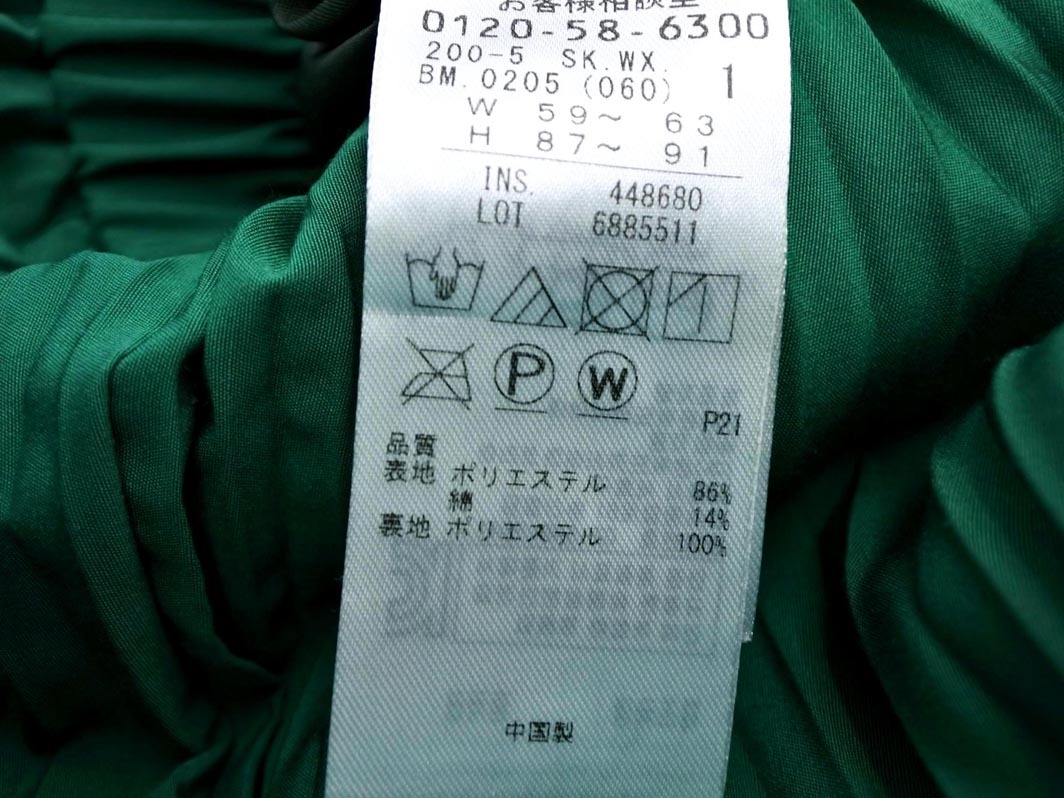 お客様相談室
0120-58-6300
200-5 SK.WX.
BM.0205 (060) 1
W 59～ 63
H 87～ 91
INS. 448680
LOT 6885511
P W
P21
品質
表地 ポリエステル 86%
綿 14%
裏地 ポリエステル 100%
中国製